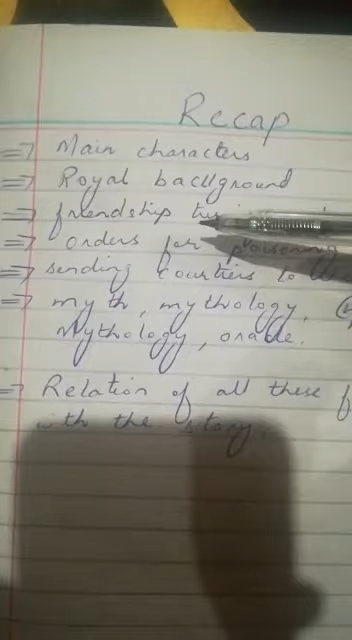 Recap
=> Main characters
=> Royal background
=> friendship
=> orders for poisoning
=> sending courtiers to
=> myth, mythology,
Mythology, oracle.
=> Relation of all these
with the story.